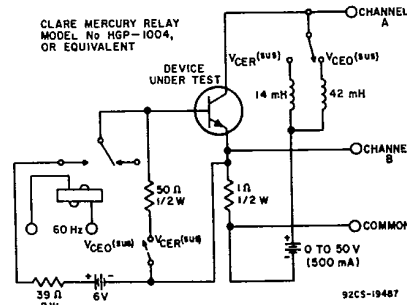 CLARE MERCURY RELAY
MODEL No HGP-1004,
OR EQUIVALENT
DEVICE
UNDER TEST
CHANNEL
A
VCER(sus)
VCEO(sus)
14 mH
42 mH
CHANNEL
B
50 Ω
1/2 W
1 Ω
1/2 W
COMMON
60 Hz
VCEO(sus)
VCER(sus)
0 TO 50 V
(500 mA)
+ -
39 Ω
6V
92CS-19487